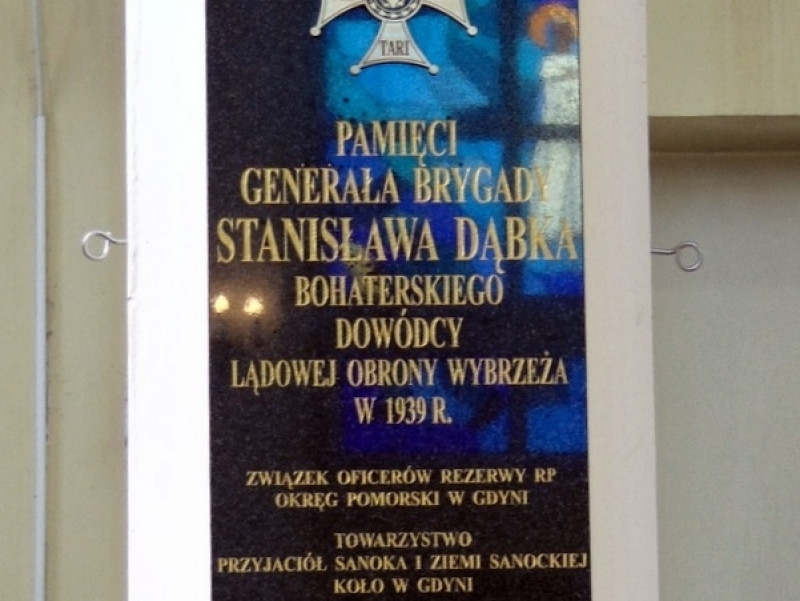 TARI
PAMIĘCI
GENERAŁA BRYGADY
STANISŁAWA DĄBKA
BOHATERSKIEGO
DOWÓDCY
LĄDOWEJ OBRONY WYBRZEŻA
W 1939 R.
ZWIĄZEK OFICERÓW REZERWY RP
OKRĘG POMORSKI W GDYNI
TOWARZYSTWO
PRZYJACIÓŁ SANOKA I ZIEMI SANOCKIEJ
KOŁO W GDYNI